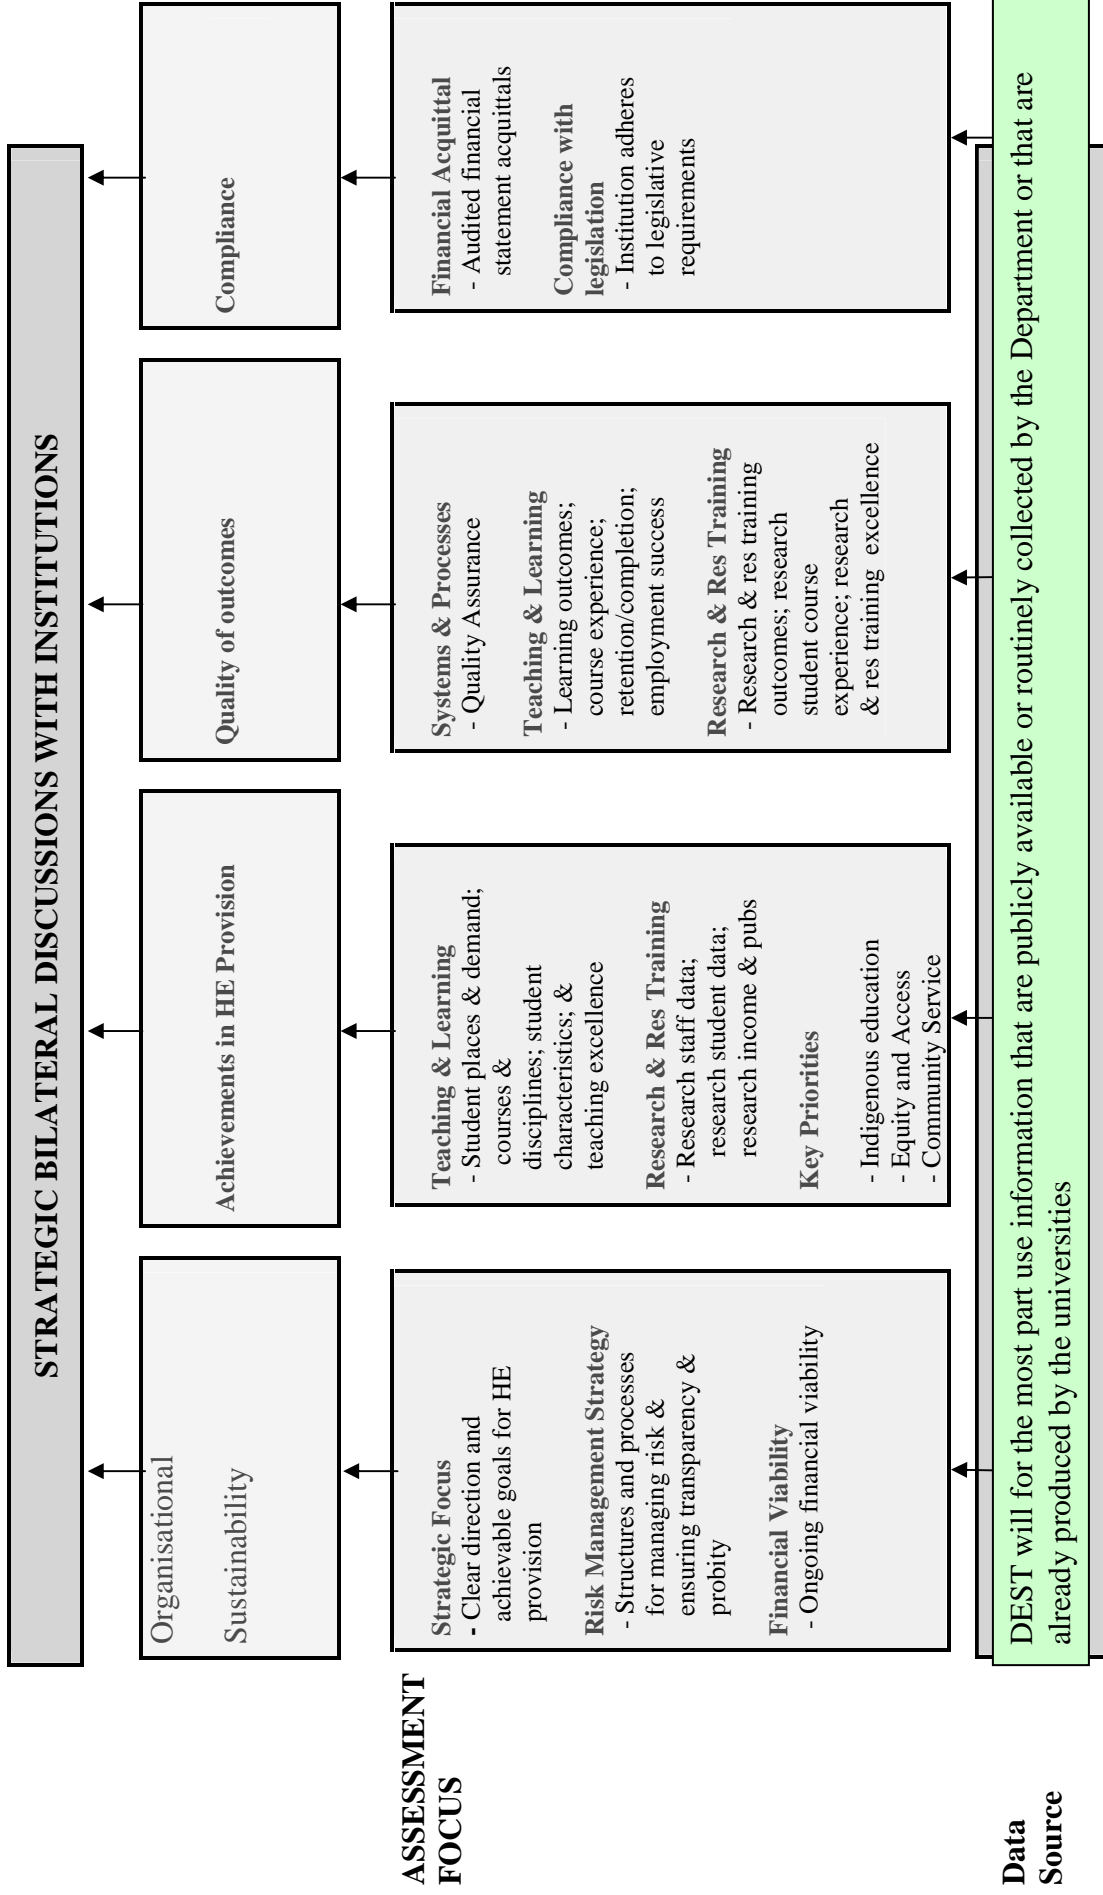 STRATEGIC BILATERAL DISCUSSIONS WITH INSTITUTIONS
Organisational
Sustainability
Achievements in HE Provision
Quality of outcomes
Compliance
ASSESSMENT
FOCUS
Strategic Focus
- Clear direction and
achievable goals for HE
provision
Risk Management Strategy
- Structures and processes
for managing risk &
ensuring transparency &
probity
Financial Viability
- Ongoing financial viability
Teaching & Learning
- Student places & demand;
courses &
disciplines; student
characteristics; &
teaching excellence
Research & Res Training
- Research staff data;
research student data;
research income & pubs
Key Priorities
- Indigenous education
- Equity and Access
- Community Service
Systems & Processes
- Quality Assurance
Teaching & Learning
- Learning outcomes;
course experience;
retention/completion;
employment success
Research & Res Training
- Research & res training
outcomes; research
student course
experience; research
& res training excellence
Financial Acquittal
- Audited financial
statement acquittals
Compliance with
legislation
- Institution adheres
to legislative
requirements
Data
Source
DEST will for the most part use information that are publicly available or routinely collected by the Department or that are
already produced by the universities